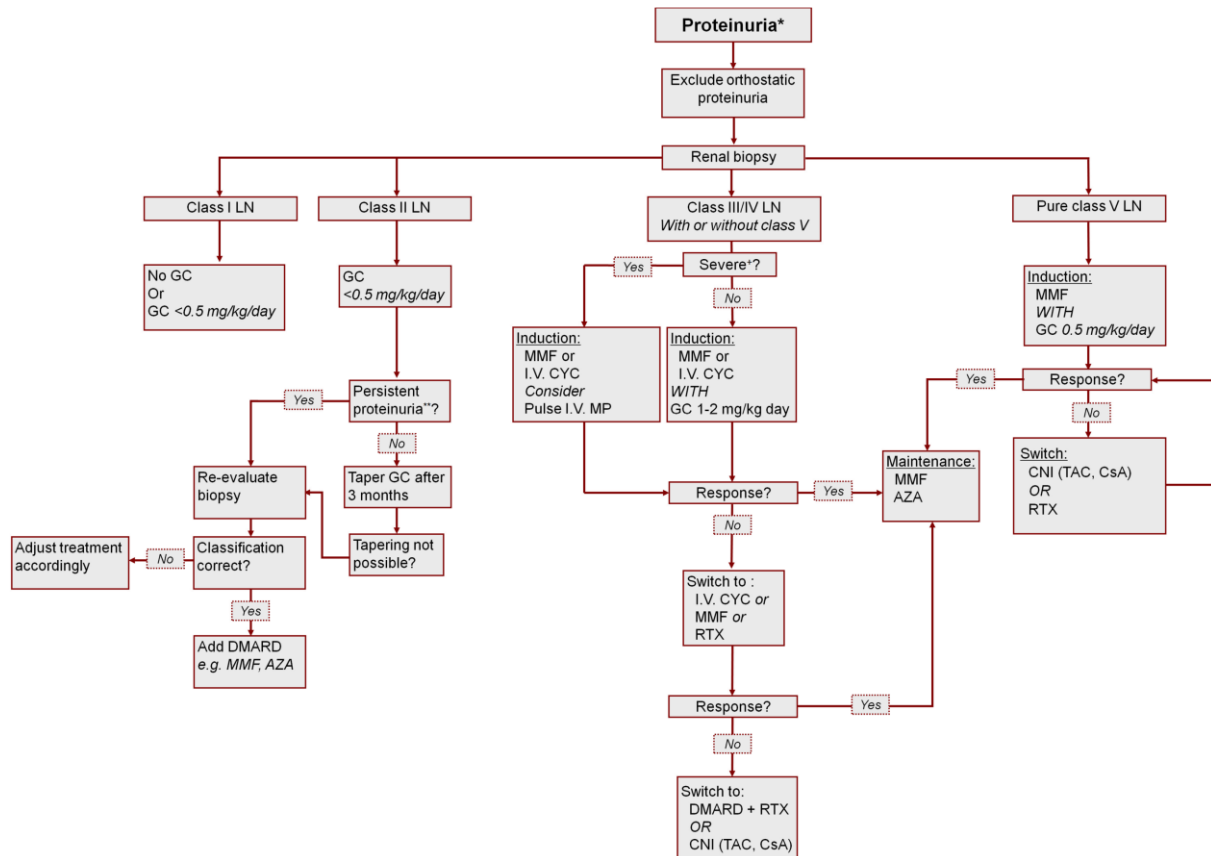 Proteinuria*
Exclude orthostatic
proteinuria
Renal biopsy
Class I LN
No GC
Or
GC <0.5 mg/kg/day
Class II LN
GC
<0.5 mg/kg/day
Persistent
proteinuria**?
Yes
No
Taper GC after
3 months
Tapering not
possible?
Re-evaluate
biopsy
Classification
correct?
No
Adjust treatment
accordingly
Yes
Add DMARD
e.g. MMF, AZA
Class III/IV LN
With or without class V
Severe+?
Yes
No
Induction:
MMF or
I.V. CYC
Consider
Pulse I.V. MP
Induction:
MMF or
I.V. CYC
WITH
GC 1-2 mg/kg day
Response?
Yes
No
Switch to :
I.V. CYC or
MMF or
RTX
Response?
Yes
No
Switch to:
DMARD + RTX
OR
CNI (TAC, CsA)
Maintenance:
MMF
AZA
Pure class V LN
Induction:
MMF
WITH
GC 0.5 mg/kg/day
Response?
Yes
No
Switch:
CNI (TAC, CsA)
OR
RTX